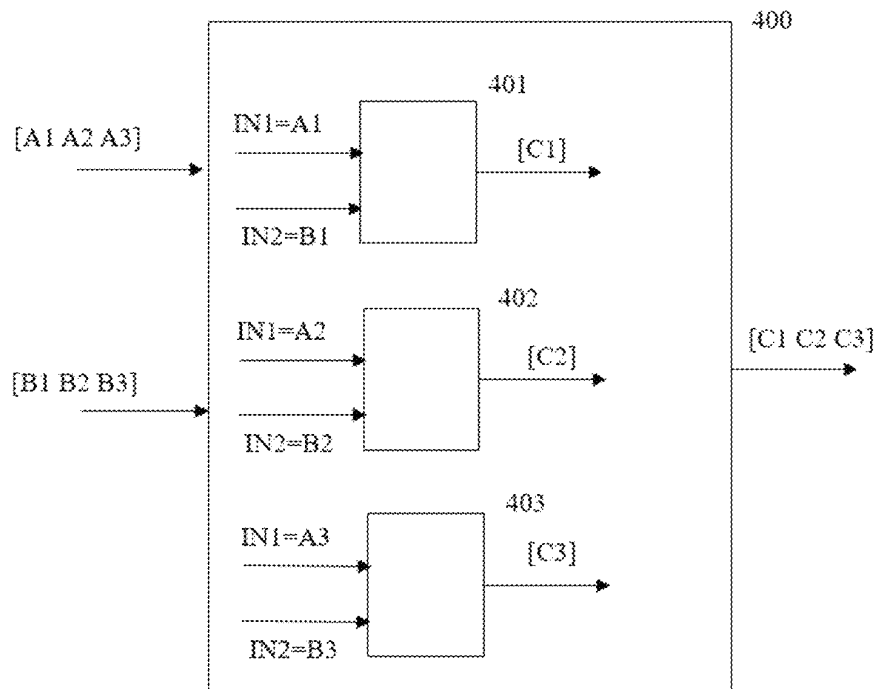 400
401
[A1 A2 A3]
IN1=A1
[C1]
IN2=B1
402
IN1=A2
[C2]
[C1 C2 C3]
[B1 B2 B3]
IN2=B2
403
IN1=A3
[C3]
IN2=B3